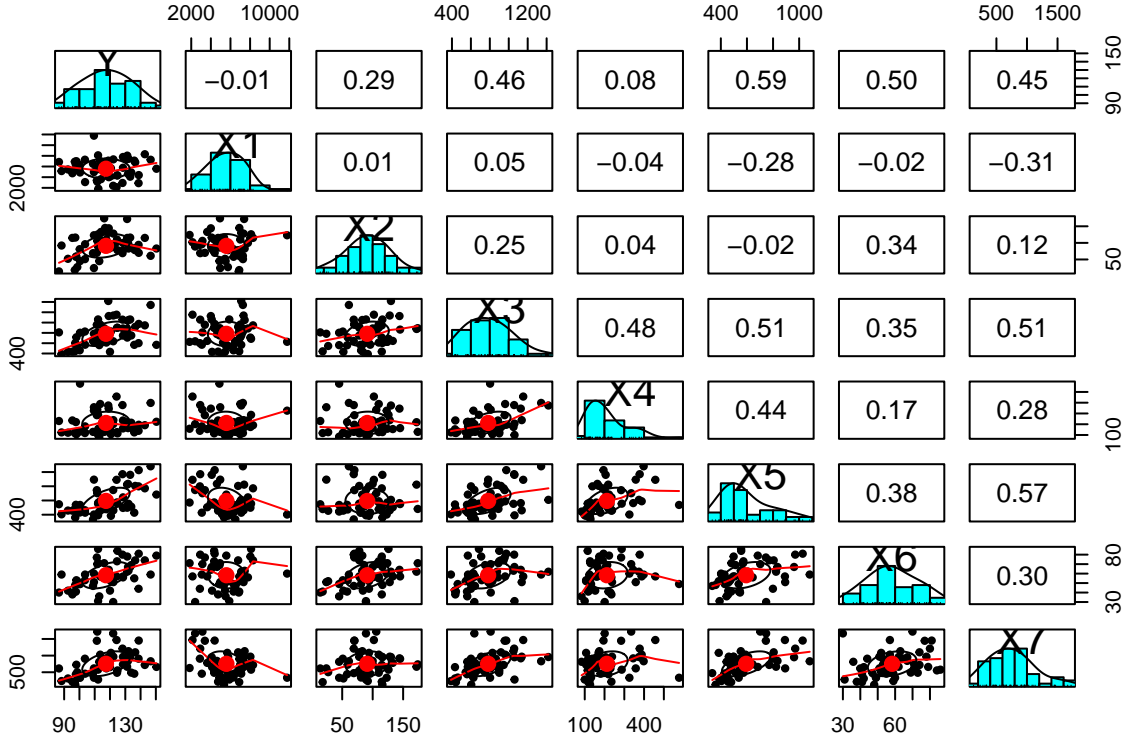 2000 10000 400 1200 400 1000 500 1500
Y −0.01 0.29 0.46 0.08 0.59 0.50 0.45 90 150
2000 X1 0.01 0.05 −0.04 −0.28 −0.02 −0.31
X2 0.25 0.04 −0.02 0.34 0.12 50
400 X3 0.48 0.51 0.35 0.51
X4 0.44 0.17 0.28 100
400 X5 0.38 0.57
X6 0.30 30 80
500 X7
90 130 50 150 100 400 30 60